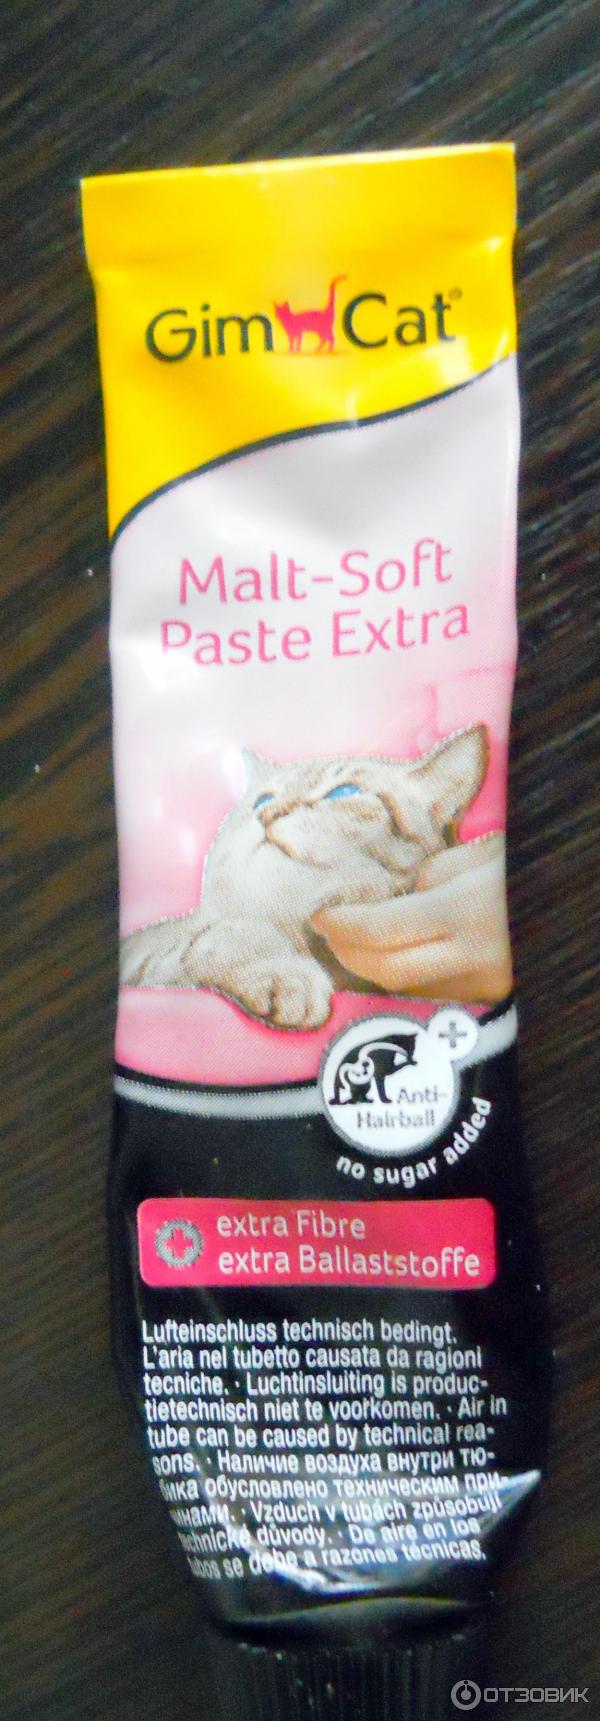 GimCat®
Malt-Soft
Paste Extra
Anti-
Hairball
no sugar added
extra Fibre
extra Ballaststoffe
Lufteinschluss technisch bedingt.
L'aria nel tubetto causata da ragioni
tecniche. · Luchtinsluiting is produc-
tietechnisch niet te voorkomen. · Air in
tube can be caused by technical rea-
sons. · Наличие воздуха внутри тю-
бика обусловлено техническим при-
чинами. · Vzduch v tubách způsobují
technické důvody. · De aire en los
tubos se debe a razones técnicas.
ОТЗОВИК